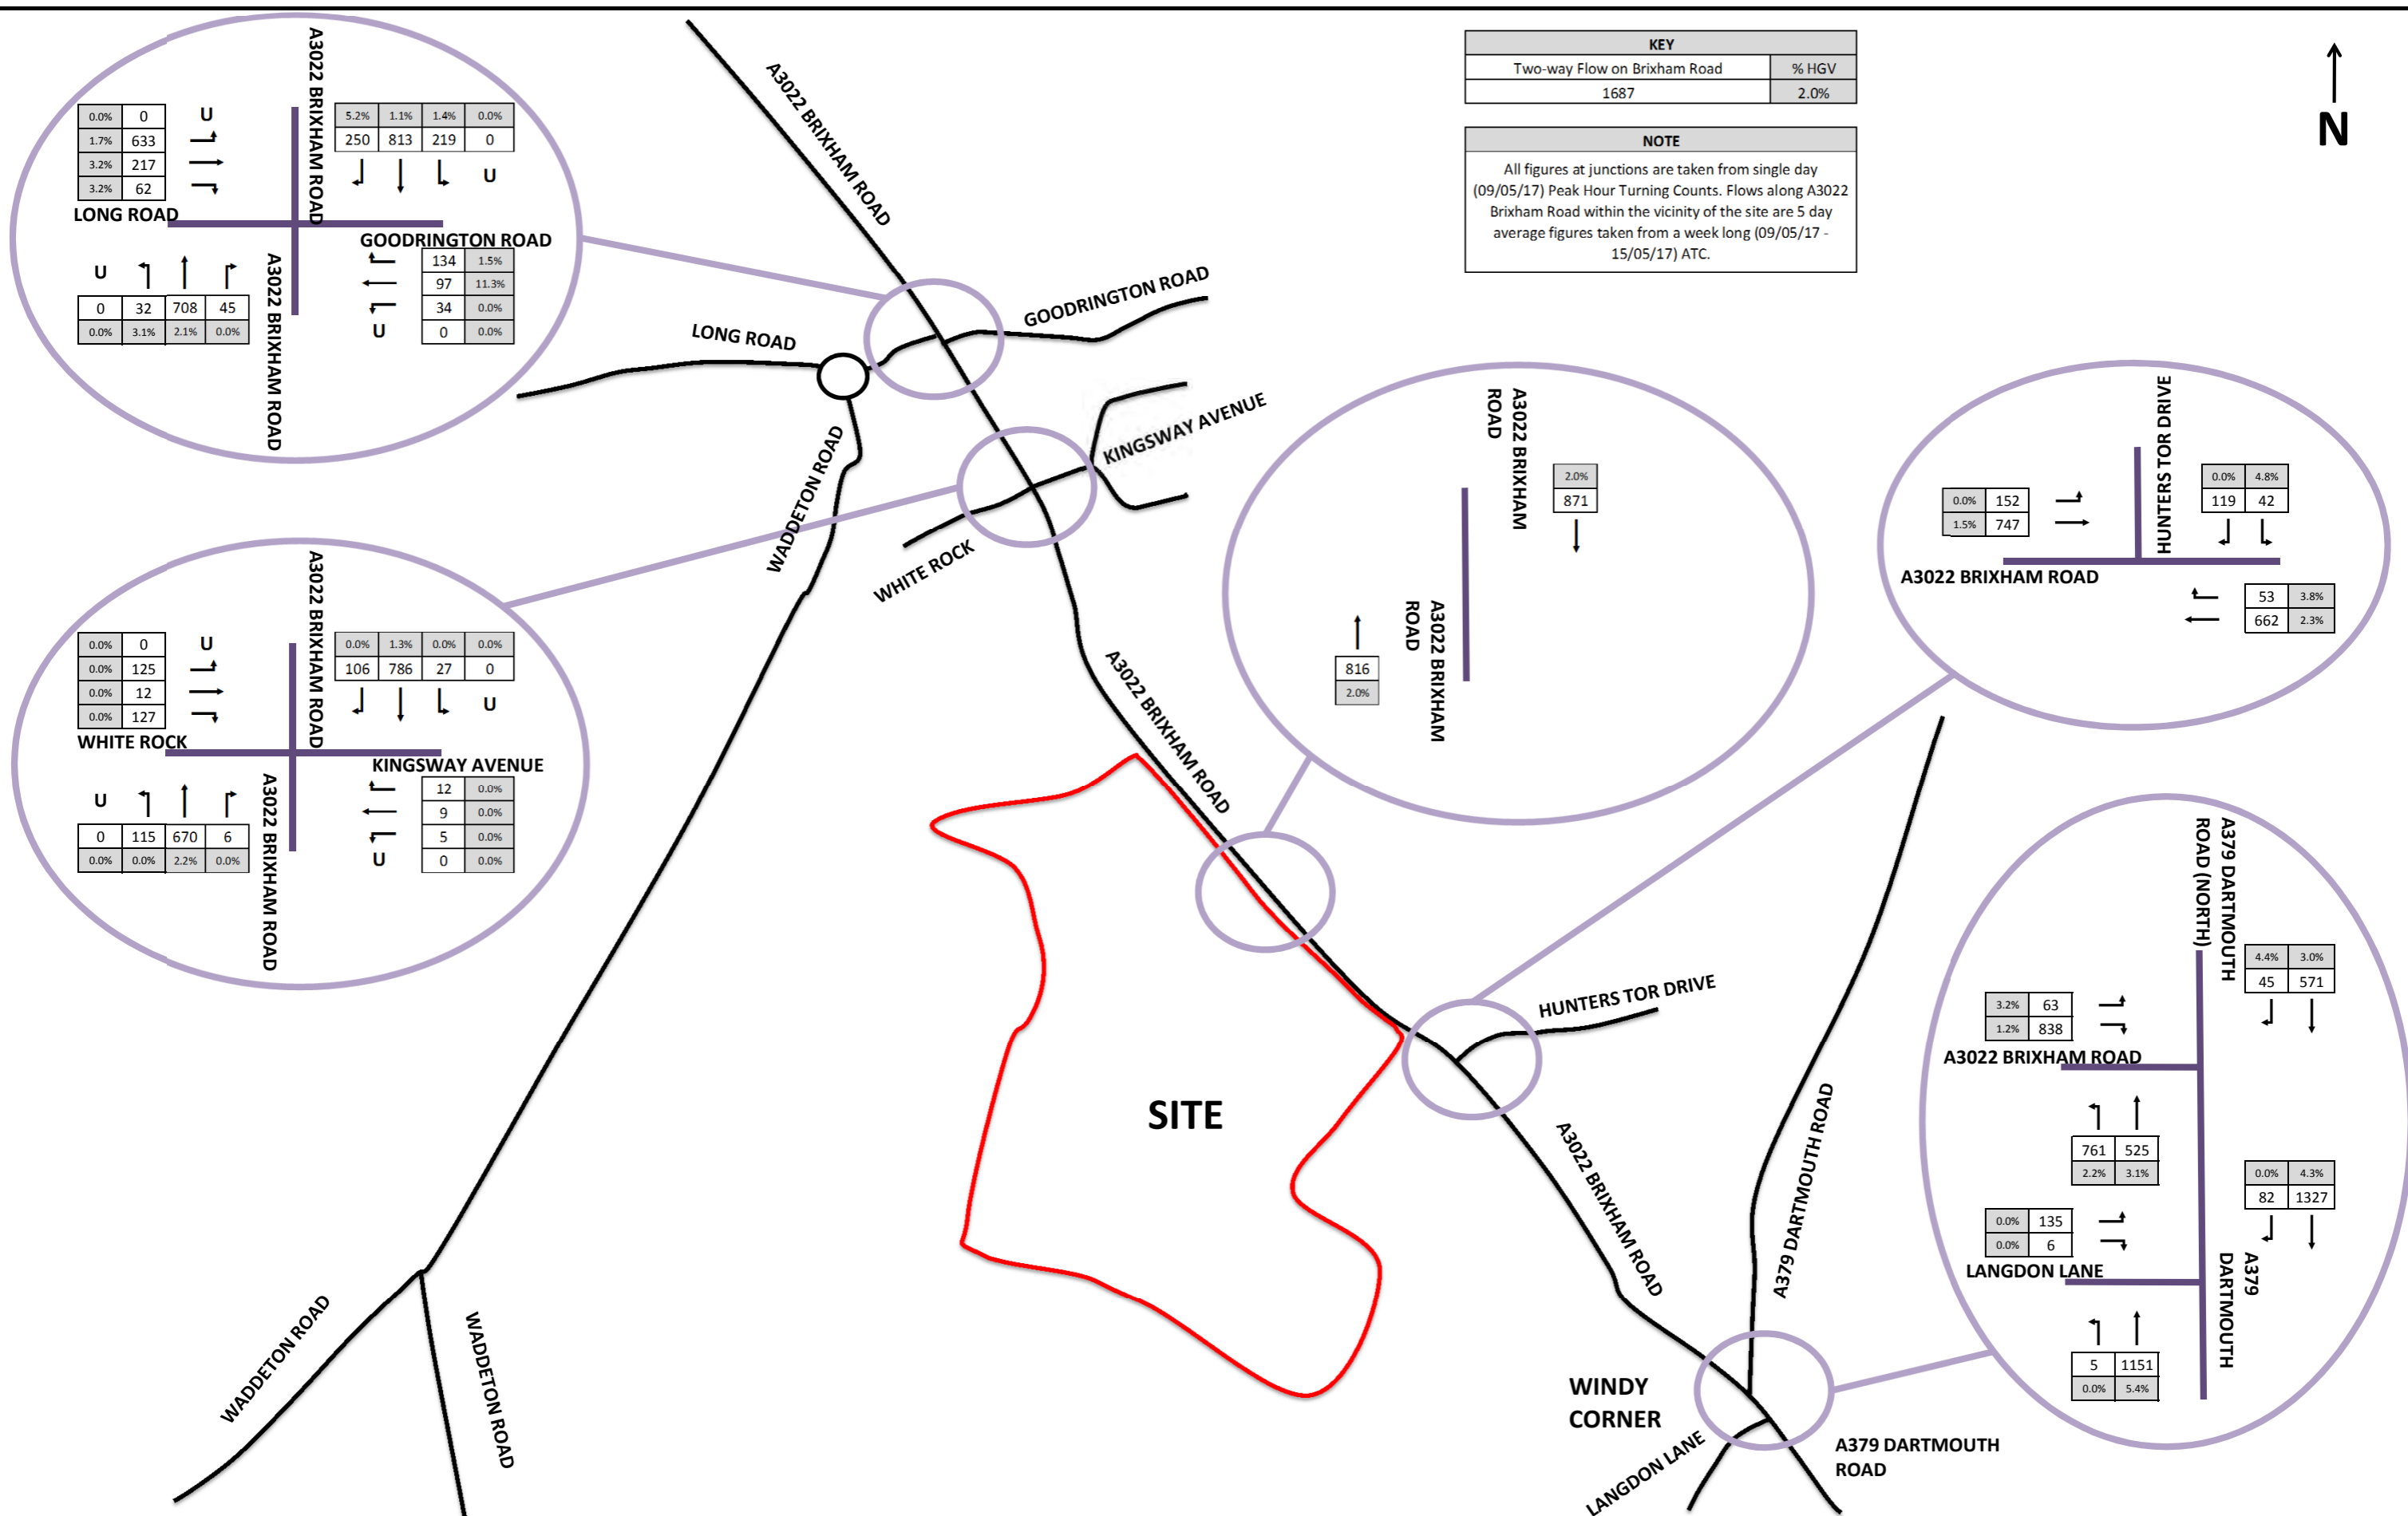 A3022 BRIXHAM ROAD
0.0% 0 U
1.7% 633
3.2% 217
3.2% 62
LONG ROAD
5.2% 1.1% 1.4% 0.0%
250 813 219 0
U
GOODRINGTON ROAD
134 1.5%
97 11.3%
34 0.0%
U 0 0.0%
U
0 32 708 45
0.0% 3.1% 2.1% 0.0%
A3022 BRIXHAM ROAD
A3022 BRIXHAM ROAD
0.0% 0 U
0.0% 125
0.0% 12
0.0% 127
WHITE ROCK
0.0% 1.3% 0.0% 0.0%
106 786 27 0
U
KINGSWAY AVENUE
12 0.0%
9 0.0%
5 0.0%
U 0 0.0%
U
0 115 670 6
0.0% 0.0% 2.2% 0.0%
A3022 BRIXHAM ROAD
KEY
Two-way Flow on Brixham Road % HGV
1687 2.0%
NOTE
All figures at junctions are taken from single day
(09/05/17) Peak Hour Turning Counts. Flows along A3022
Brixham Road within the vicinity of the site are 5 day
average figures taken from a week long (09/05/17 -
15/05/17) ATC.
N
A3022 BRIXHAM ROAD
GOODRINGTON ROAD
LONG ROAD
KINGSWAY AVENUE
WADDETON ROAD
WHITE ROCK
A3022 BRIXHAM ROAD
A3022 BRIXHAM
ROAD
2.0%
871
816
2.0%
A3022 BRIXHAM
ROAD
HUNTERS TOR DRIVE
0.0% 152
1.5% 747
0.0% 4.8%
119 42
A3022 BRIXHAM ROAD
53 3.8%
662 2.3%
SITE
HUNTERS TOR DRIVE
A3022 BRIXHAM ROAD
A379 DARTMOUTH ROAD
WADDETON ROAD
WADDETON ROAD
WINDY
CORNER
LANGDON LANE
A379 DARTMOUTH
ROAD
A379 DARTMOUTH
ROAD (NORTH)
4.4% 3.0%
45 571
3.2% 63
1.2% 838
A3022 BRIXHAM ROAD
761 525
2.2% 3.1%
0.0% 4.3%
82 1327
0.0% 135
0.0% 6
LANGDON LANE
A379
DARTMOUTH
5 1151
0.0% 5.4%